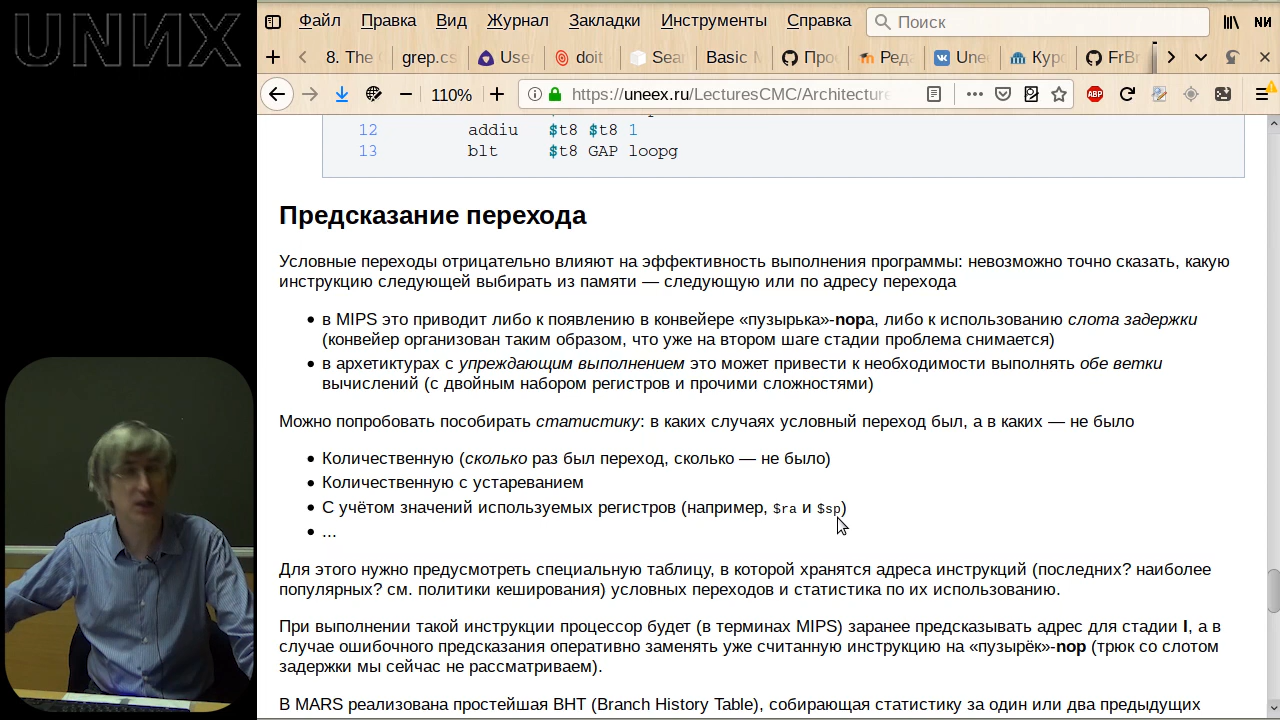 UNИX
Файл Правка Вид Журнал Закладки Инструменты Справка Поиск
8. The grep.cs Use doit Sear Basic Про Реда Une Кур FrBr
110% https://uneex.ru/LecturesCMC/Architecture
12 addiu $t8 $t8 1
13 blt $t8 GAP loopg
Предсказание перехода
Условные переходы отрицательно влияют на эффективность выполнения программы: невозможно точно сказать, какую
инструкцию следующей выбирать из памяти — следующую или по адресу перехода
• в MIPS это приводит либо к появлению в конвейере «пузырька»-nopа, либо к использованию слота задержки
(конвейер организован таким образом, что уже на втором шаге стадии проблема снимается)
• в архетиктурах с упреждающим выполнением это может привести к необходимости выполнять обе ветки
вычислений (с двойным набором регистров и прочими сложностями)
Можно попробовать пособирать статистику: в каких случаях условный переход был, а в каких — не было
• Количественную (сколько раз был переход, сколько — не было)
• Количественную с устареванием
• С учётом значений используемых регистров (например, $ra и $sp)
• ...
Для этого нужно предусмотреть специальную таблицу, в которой хранятся адреса инструкций (последних? наиболее
популярных? см. политики кеширования) условных переходов и статистика по их использованию.
При выполнении такой инструкции процессор будет (в терминах MIPS) заранее предсказывать адрес для стадии I, а в
случае ошибочного предсказания оперативно заменять уже считанную инструкцию на «пузырёк»-nop (трюк со слотом
задержки мы сейчас не рассматриваем).
В MARS реализована простейшая BHT (Branch History Table), собирающая статистику за один или два предыдущих